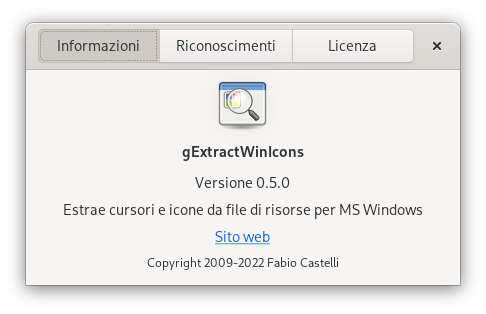 Informazioni Riconoscimenti Licenza
gExtractWinIcons
Versione 0.5.0
Estrae cursori e icone da file di risorse per MS Windows
Sito web
Copyright 2009-2022 Fabio Castelli